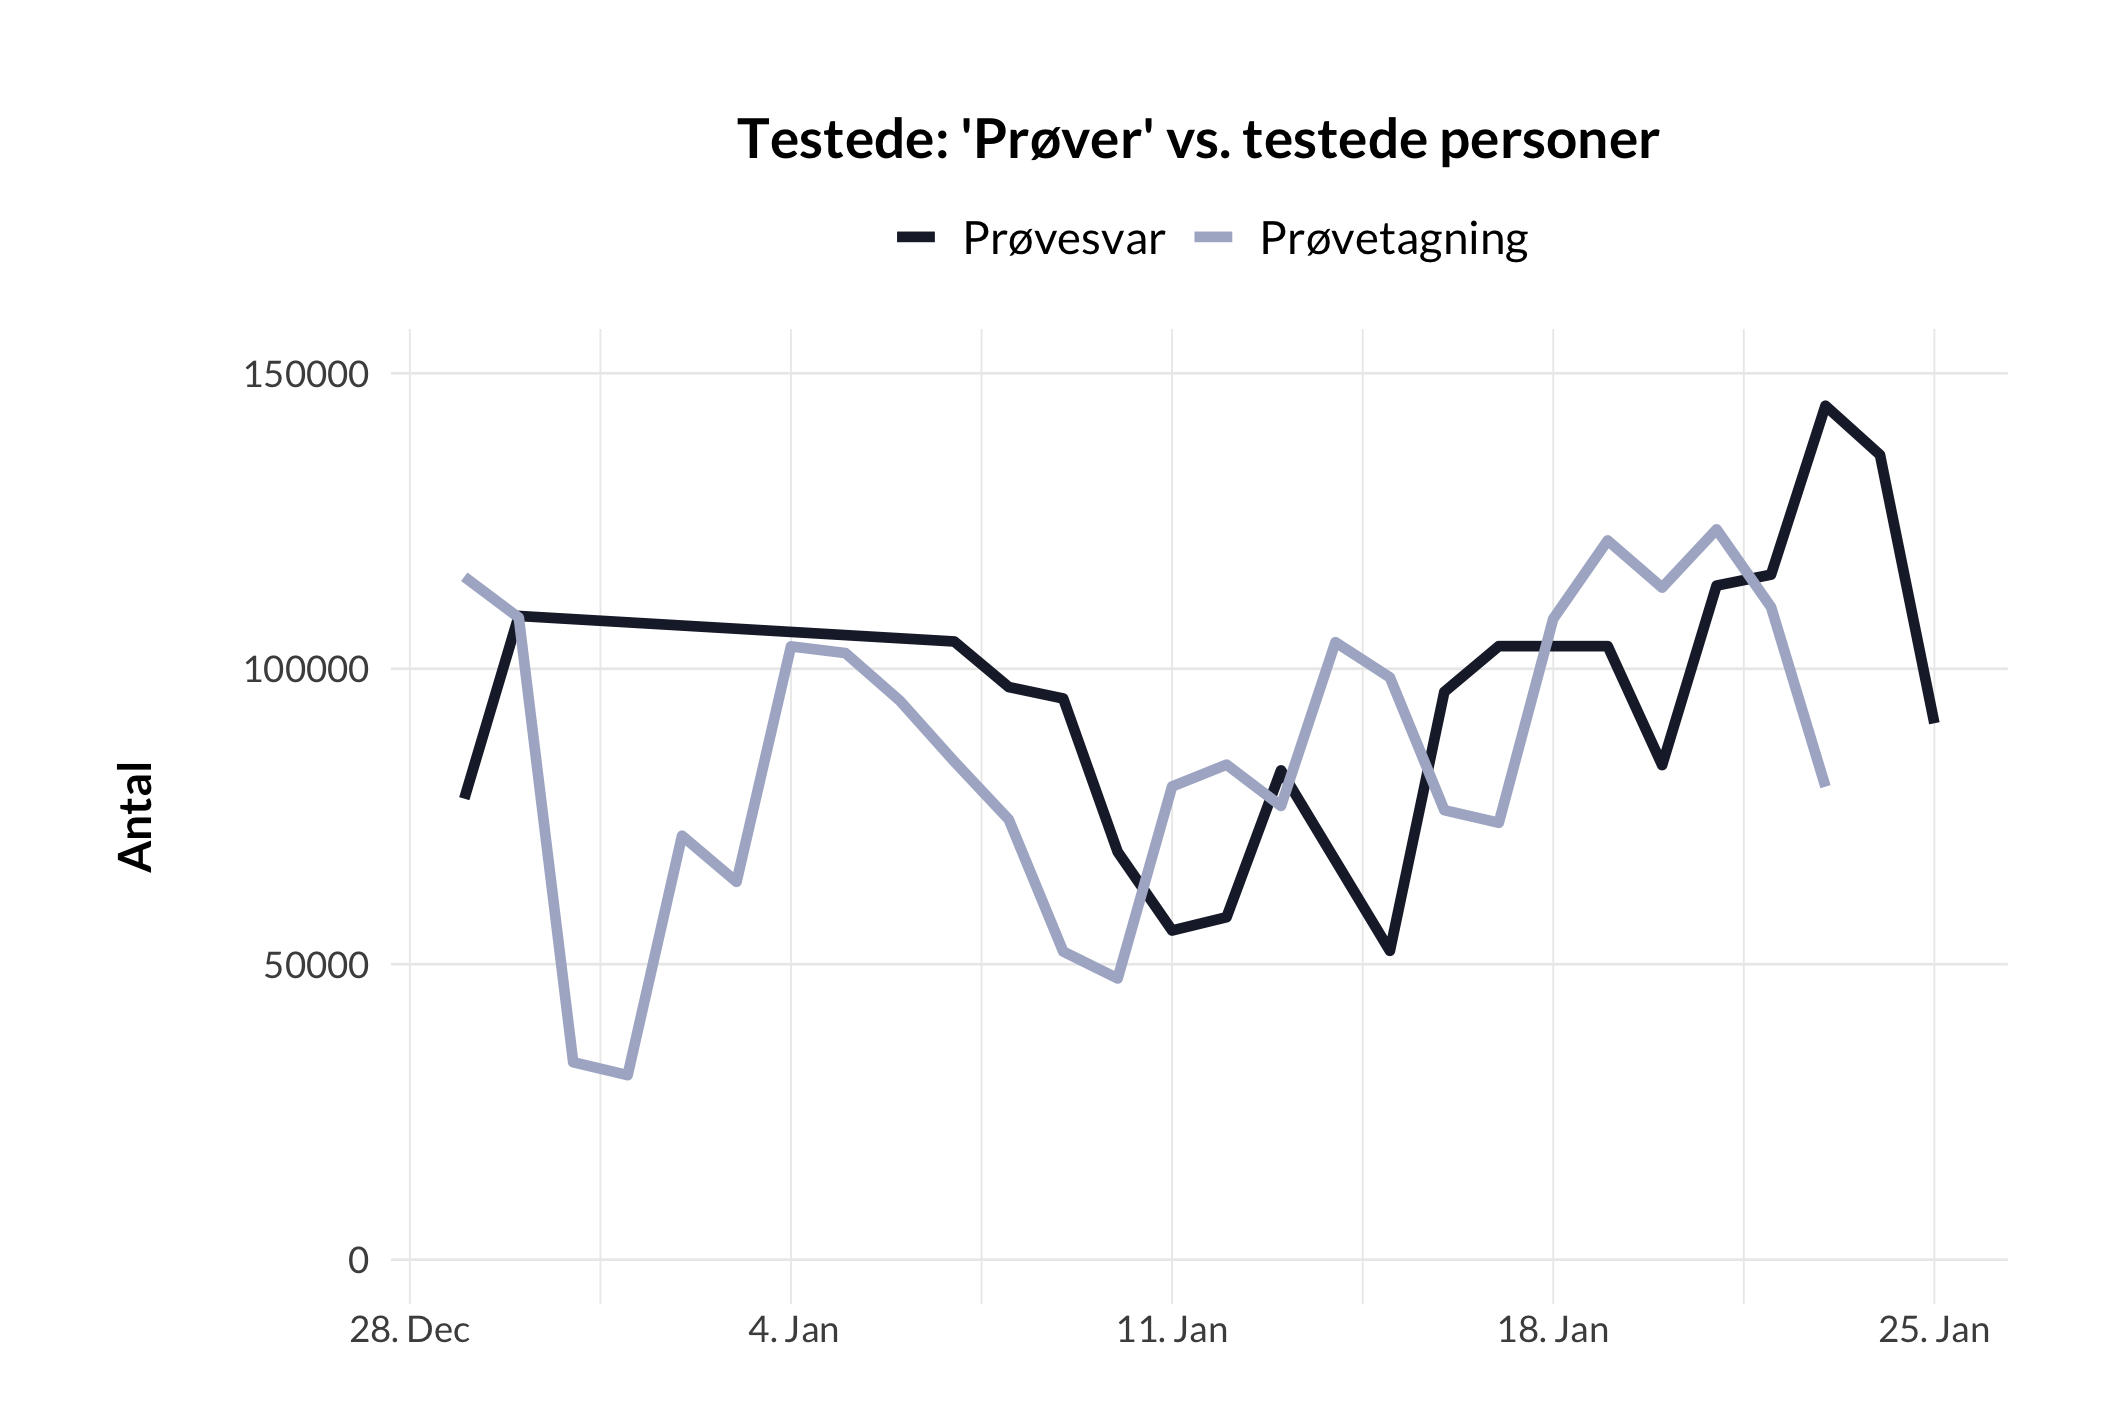 Testede: 'Prøver' vs. testede personer
Prøvesvar Prøvetagning
150000
100000
50000
0
Antal
28. Dec 4. Jan 11. Jan 18. Jan 25. Jan